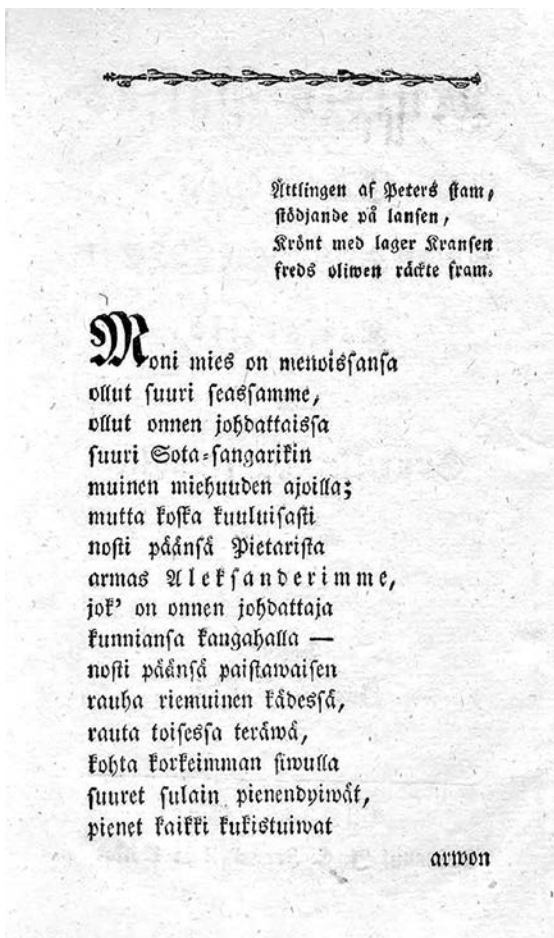 Ättlingen af Peters stam,
stödjande på lansen,
Krönt med lager Kransen
freds oliwen räckte fram.
Moni mies on menoissansa
ollut suuri seassamme,
ollut onnen johdattaissa
suuri Sota-sangarikin
muinen miehuuden ajoilla;
mutta koska kuuluisasti
nosti päänsä Pietarista
armas Aleksanderimme,
jok' on onnen johdattaja
kunniansa kangahalla —
nosti päänsä paistawaisen
rauha riemuinen kädessä,
rauta toisessa teräwä,
kohta korkeimman siwulla
suuret sulain pienendyiwät,
pienet kaikki kukistuiwat
arwon